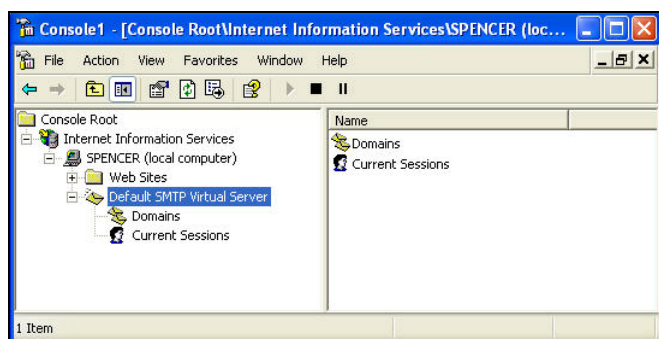 Console1 - [Console Root\Internet Information Services\SPENCER (loc...
File Action View Favorites Window Help
Console Root
Internet Information Services
SPENCER (local computer)
Web Sites
Default SMTP Virtual Server
Domains
Current Sessions
Name
Domains
Current Sessions
1 Item